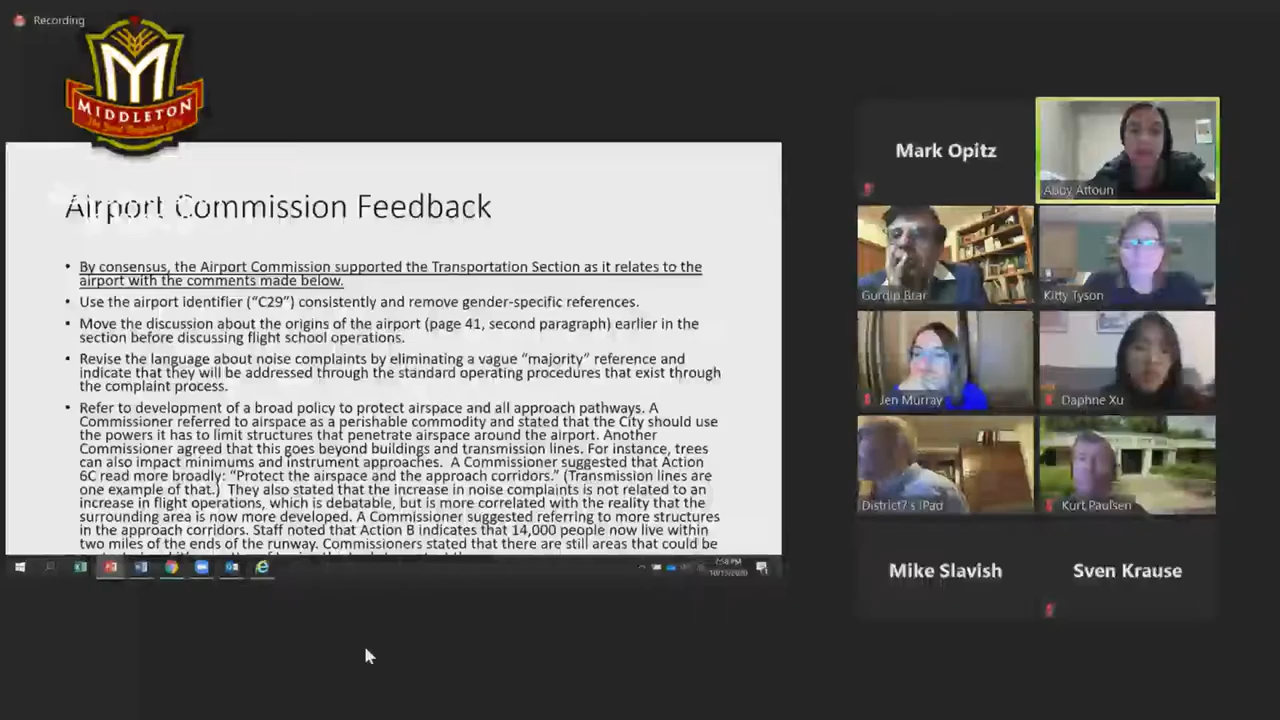 Recording
M
MIDDLETON
The Good Neighbor City
Airport Commission Feedback
• By consensus, the Airport Commission supported the Transportation Section as it relates to the
airport with the comments made below.
• Use the airport identifier (“C29”) consistently and remove gender-specific references.
• Move the discussion about the origins of the airport (page 41, second paragraph) earlier in the
section before discussing flight school operations.
• Revise the language about noise complaints by eliminating a vague “majority” reference and
indicate that they will be addressed through the standard operating procedures that exist through
the complaint process.
• Refer to development of a broad policy to protect airspace and all approach pathways. A
Commissioner referred to airspace as a perishable commodity and stated that the City should use
the powers it has to limit structures that penetrate airspace around the airport. Another
Commissioner agreed that this goes beyond buildings and transmission lines. For instance, trees
can also impact minimums and instrument approaches. A Commissioner suggested that Action
6C read more broadly: “Protect the airspace and the approach corridors.” (Transmission lines are
one example of that.) They also stated that the increase in noise complaints is not related to an
increase in flight operations, which is debatable, but is more correlated with the reality that the
surrounding area is now more developed. A Commissioner suggested referring to more structures
in the approach corridors. Staff noted that Action B indicates that 14,000 people now live within
two miles of the ends of the runway. Commissioners stated that there are still areas that could be
7:58 PM
10/13/2020
Mark Opitz
Abby Attoun
Gurdip Brar
Kitty Tyson
Jen Murray
Daphne Xu
District7's iPad
Kurt Paulsen
Mike Slavish
Sven Krause